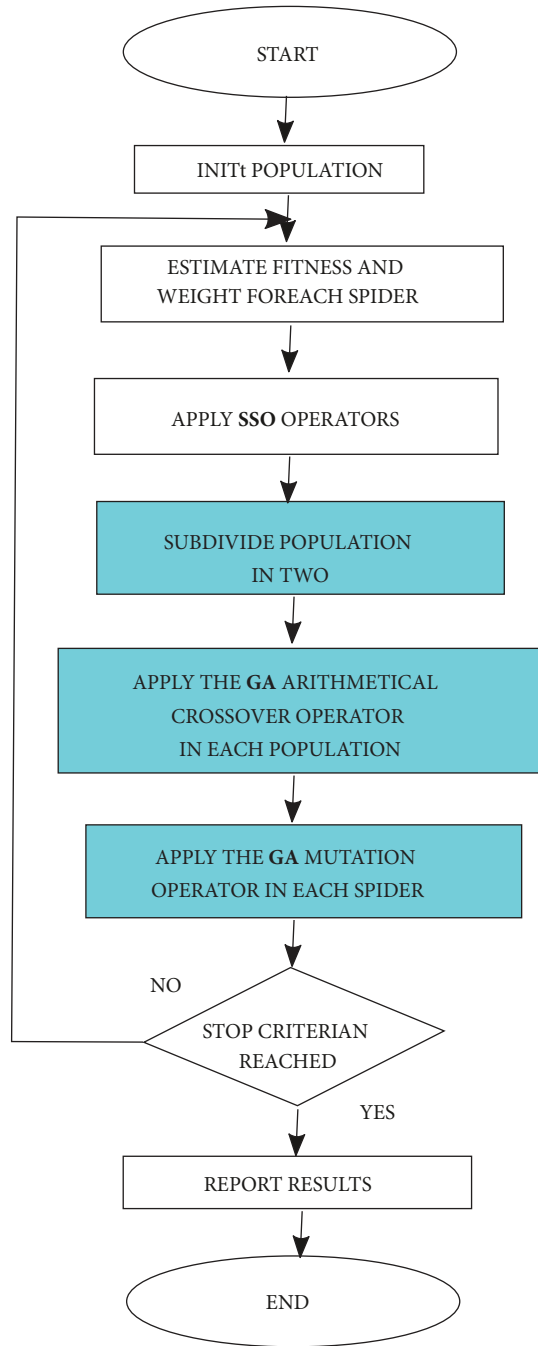 START
INITt POPULATION
ESTIMATE FITNESS AND
WEIGHT FOREACH SPIDER
APPLY SSO OPERATORS
SUBDIVIDE POPULATION
IN TWO
APPLY THE GA ARITHMETICAL
CROSSOVER OPERATOR
IN EACH POPULATION
APPLY THE GA MUTATION
OPERATOR IN EACH SPIDER
NO
STOP CRITERIAN
REACHED
YES
REPORT RESULTS
END